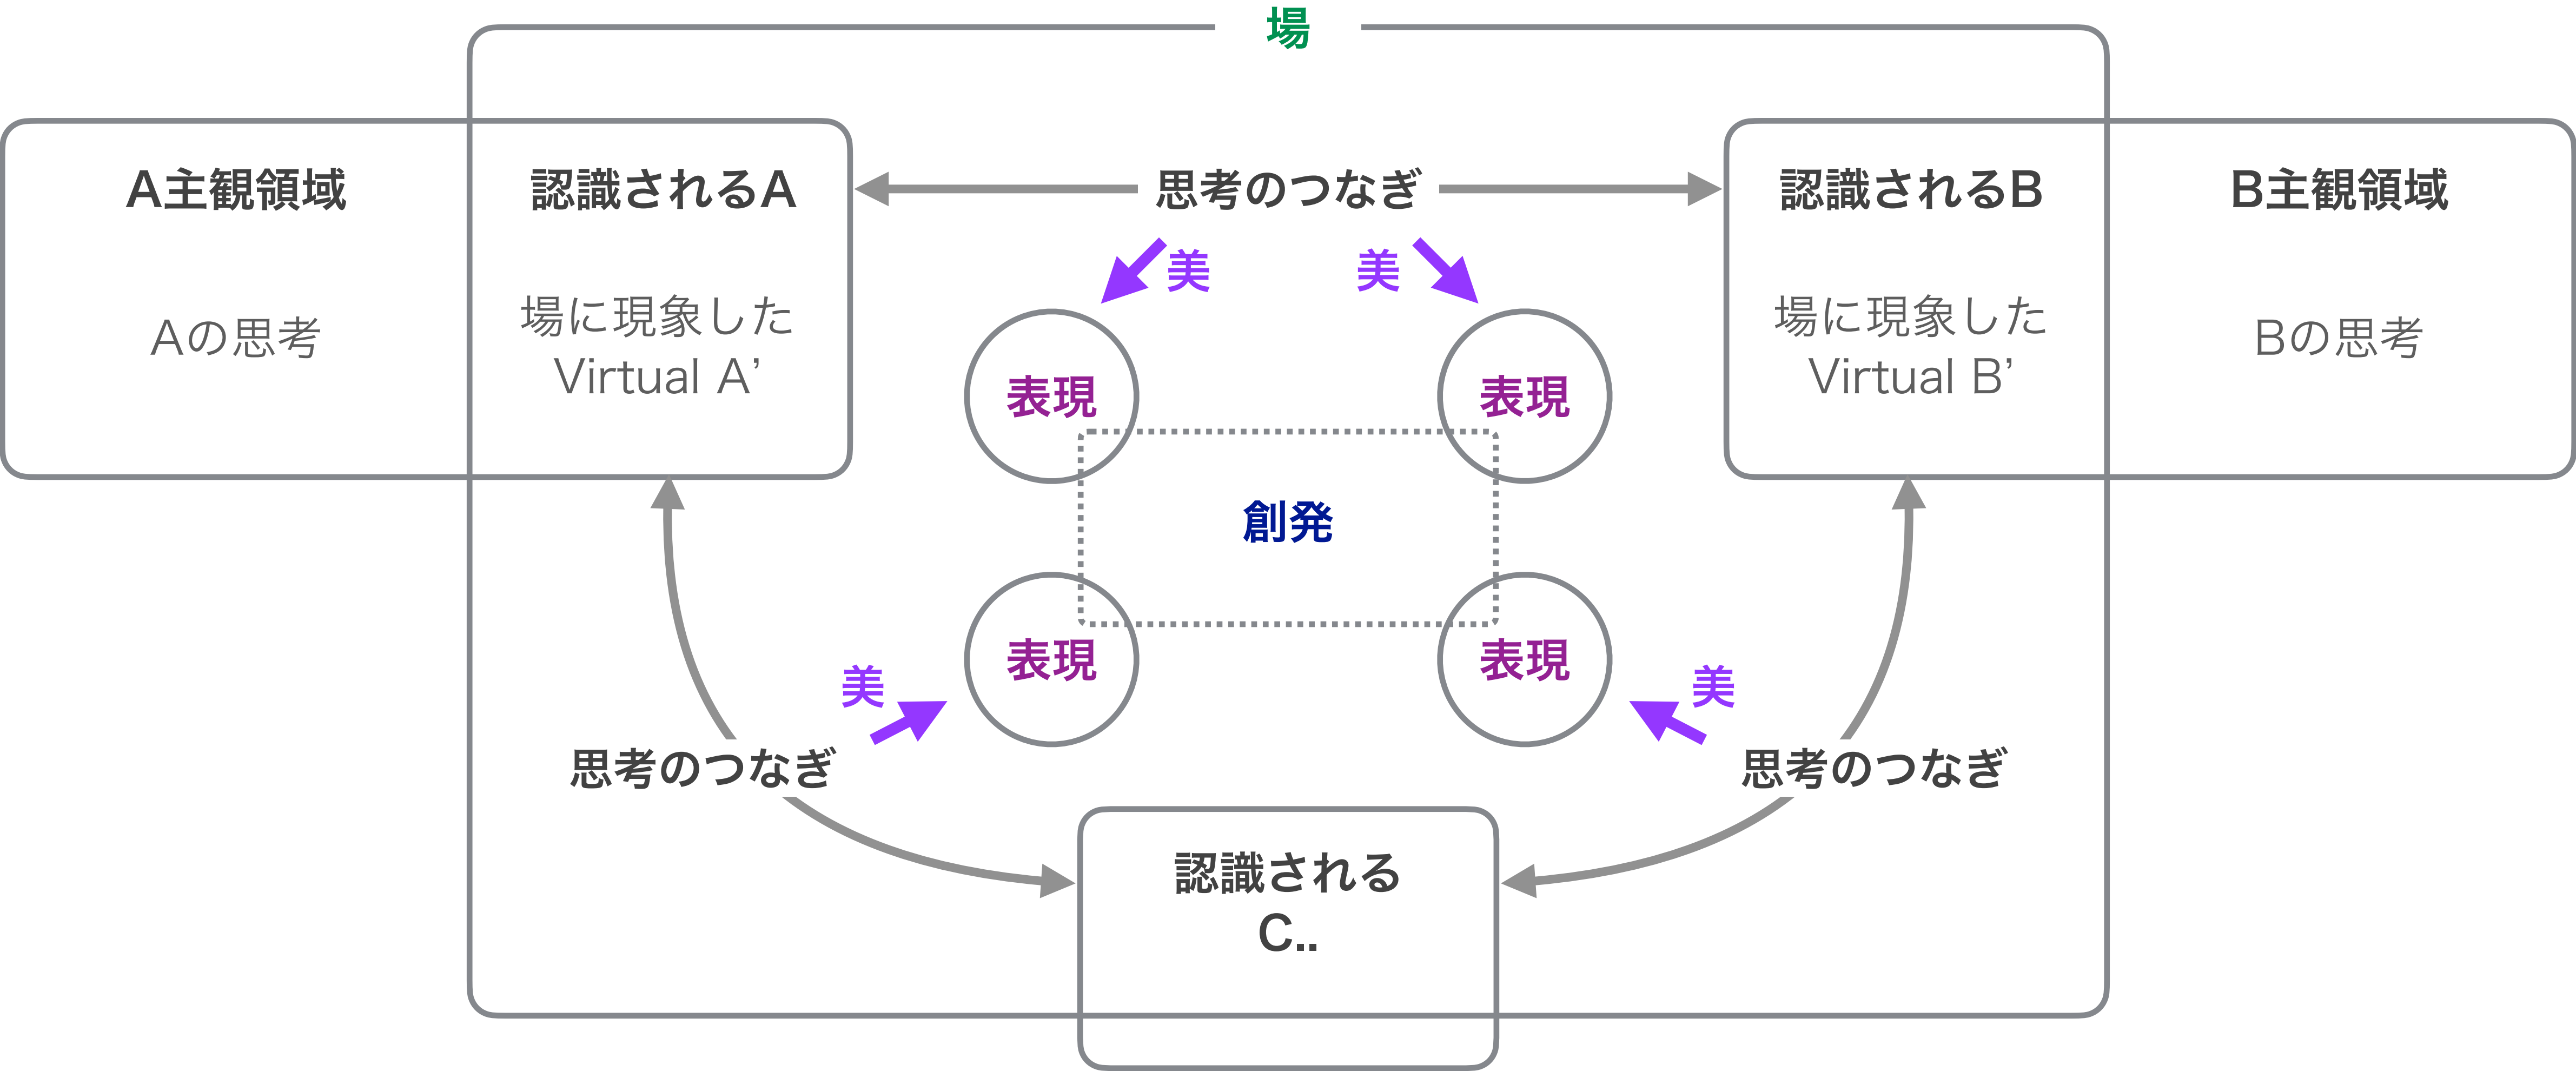 場
A主観領域
認識されるA
思考のつなぎ
認識されるB
B主観領域
美
美
Aの思考
場に現象した
Virtual A’
場に現象した
Virtual B’
Bの思考
表現
表現
創発
表現
表現
美
美
思考のつなぎ
思考のつなぎ
認識される
C..